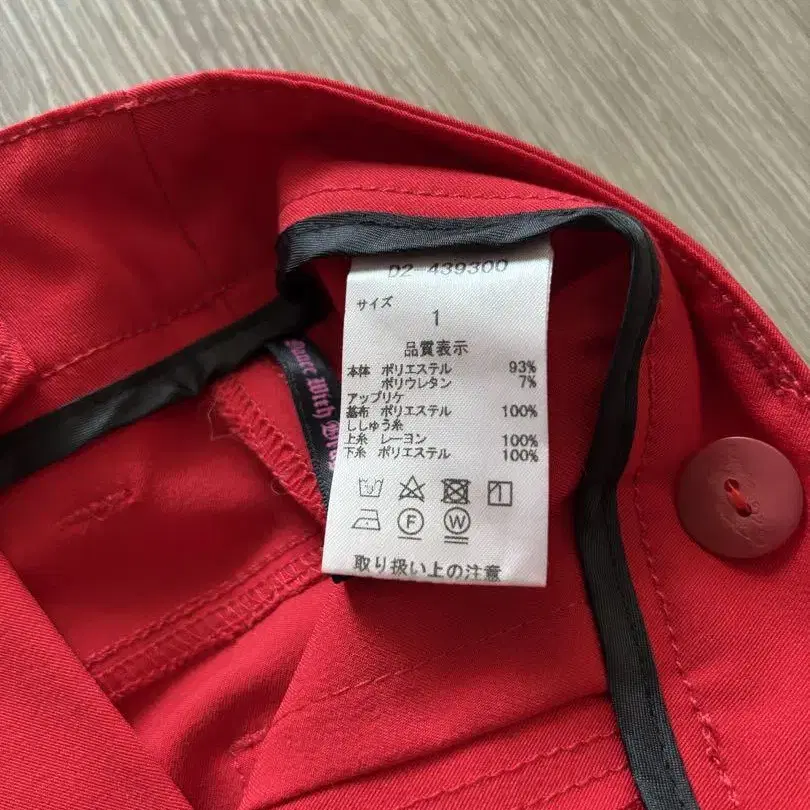 D2-439300
サイズ
1
品質表示
本体 ポリエステル 93%
ポリウレタン 7%
アップリケ
基布 ポリエステル 100%
ししゅう糸
上糸 レーヨン 100%
下糸 ポリエステル 100%
F W
取り扱い上の注意
With